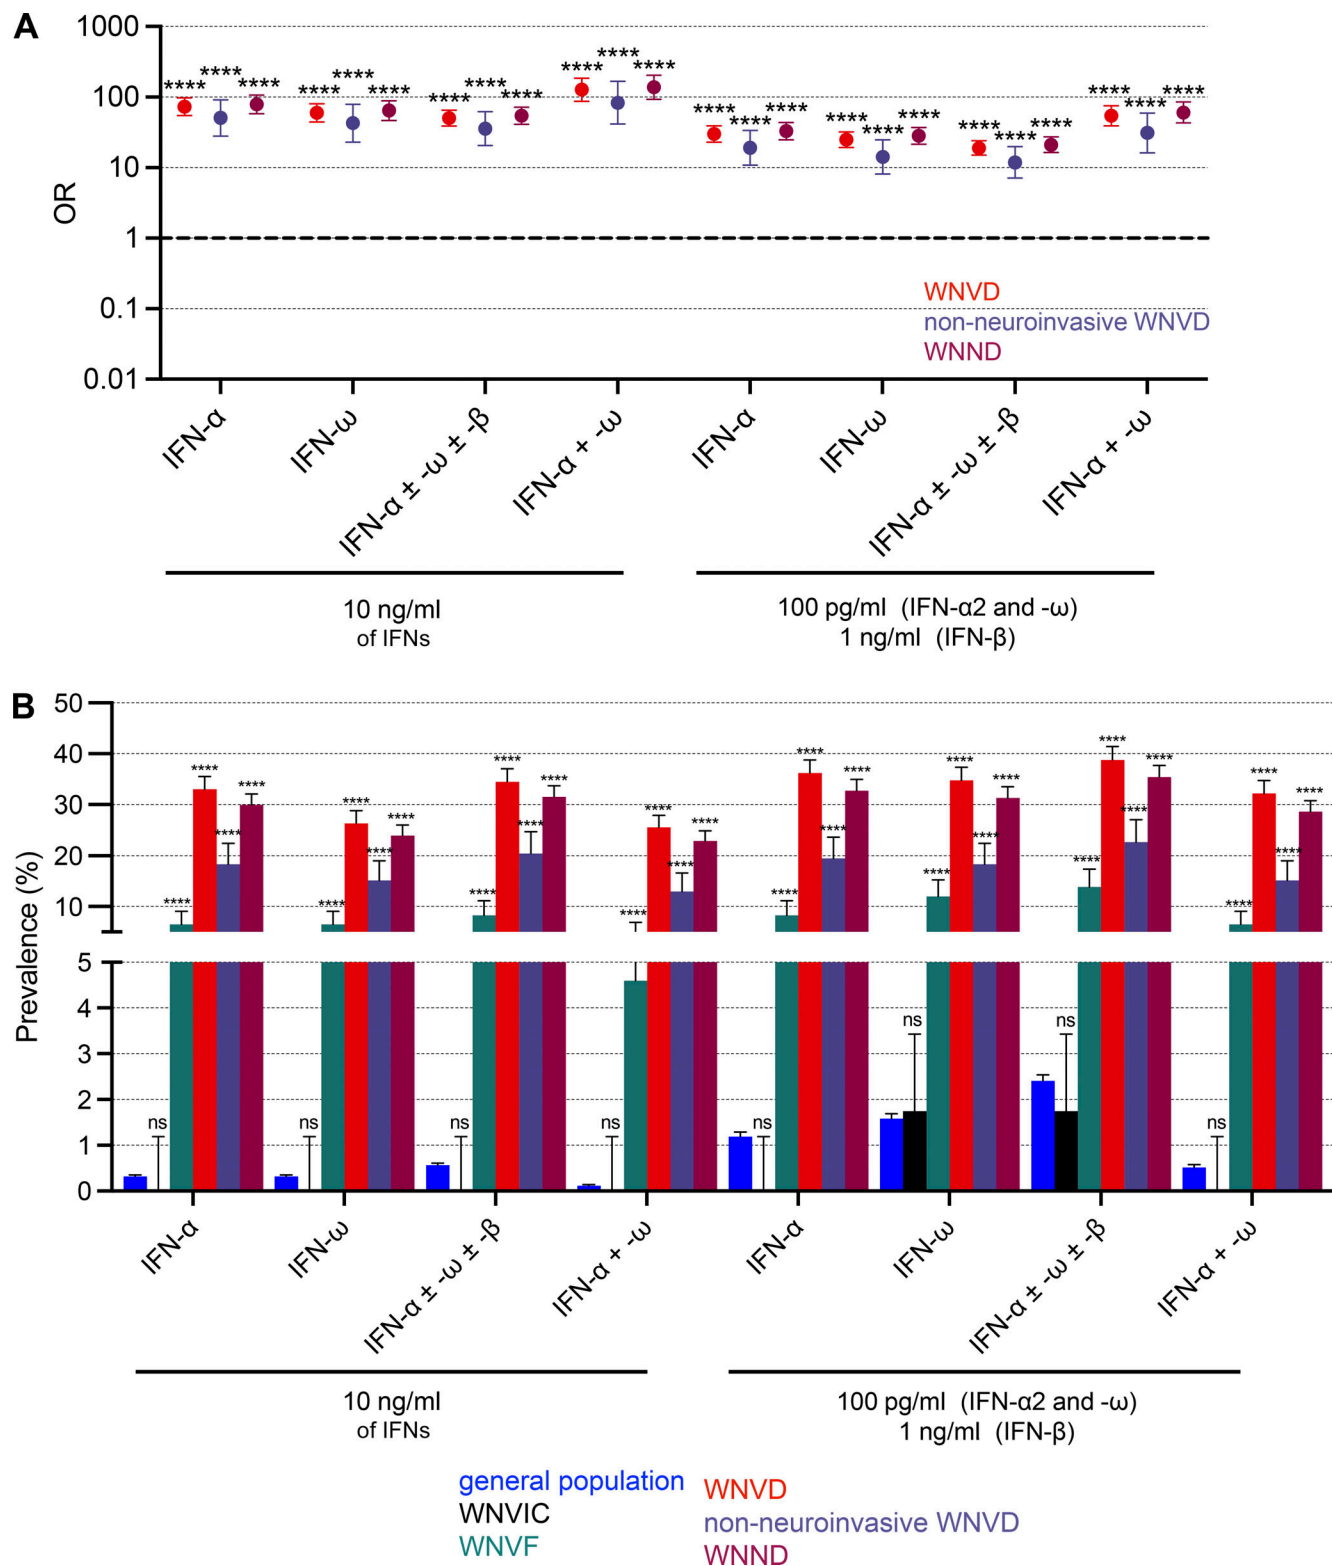 A
1000
100
10
1
0.1
0.01
OR
**** **** **** **** **** **** **** **** **** **** **** ****
**** **** **** **** **** **** **** **** **** **** **** ****
WNVD
non-neuroinvasive WNVD
WNND
IFN-α IFN-ω IFN-α ± -ω ± -β IFN-α + -ω IFN-α IFN-ω IFN-α ± -ω ± -β IFN-α + -ω
10 ng/ml
of IFNs
100 pg/ml (IFN-α2 and -ω)
1 ng/ml (IFN-β)
B
50
40
30
20
10
5
4
3
2
1
0
Prevalence (%)
**** **** **** ****
**** **** **** ****
**** **** **** ****
**** **** **** ****
**** **** **** ****
**** **** **** ****
**** **** **** ****
**** **** **** ****
ns ns ns ns ns ns ns ns
IFN-α IFN-ω IFN-α ± -ω ± -β IFN-α + -ω IFN-α IFN-ω IFN-α ± -ω ± -β IFN-α + -ω
10 ng/ml
of IFNs
100 pg/ml (IFN-α2 and -ω)
1 ng/ml (IFN-β)
general population
WNVIC
WNVF
WNVD
non-neuroinvasive WNVD
WNND